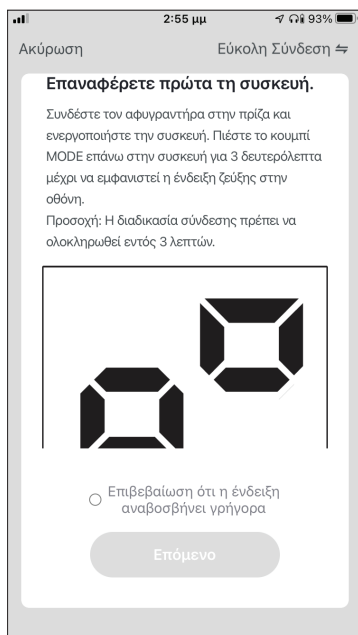 2:55 μμ 93%
Ακύρωση Εύκολη Σύνδεση
Επαναφέρετε πρώτα τη συσκευή.
Συνδέστε τον αφυγραντήρα στην πρίζα και
ενεργοποιήστε την συσκευή. Πιέστε το κουμπί
MODE επάνω στην συσκευή για 3 δευτερόλεπτα
μέχρι να εμφανιστεί η ένδειξη ζεύξης στην
οθόνη.
Προσοχή: Η διαδικασία σύνδεσης πρέπει να
ολοκληρωθεί εντός 3 λεπτών.
Επιβεβαίωση ότι η ένδειξη
αναβοσβήνει γρήγορα
Επόμενο